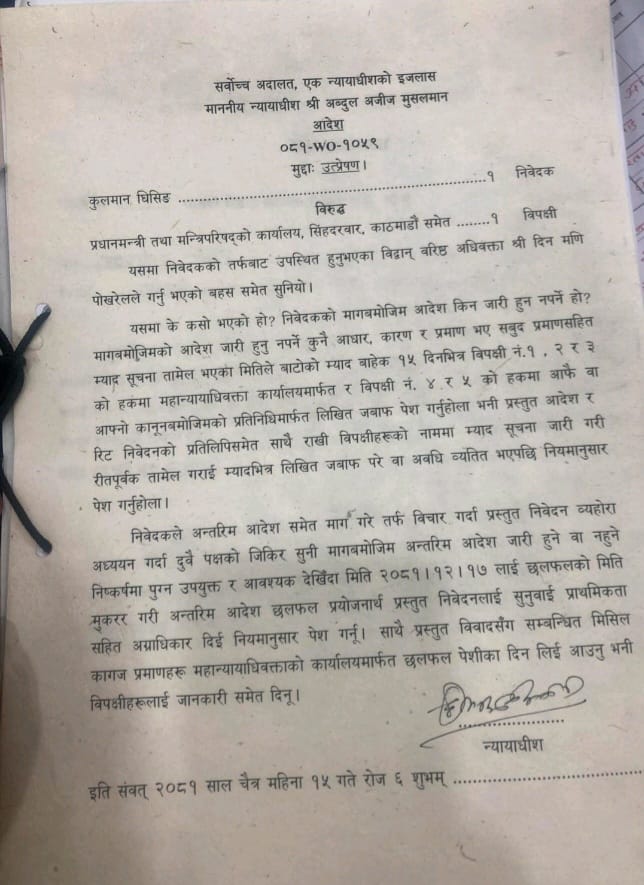 सर्वोच्च अदालत, एक न्यायाधीशको इजलास
माननीय न्यायाधीश श्री अब्दुल अजीज मुसलमान
आदेश
०८१-WO-१०५९
मुद्दाः उत्प्रेषण।
कुलमान घिसिङ ........................................................१ निवेदक
विरुद्ध
प्रधानमन्त्री तथा मन्त्रिपरिषद्को कार्यालय, सिंहदरवार, काठमाडौं समेत ........१ विपक्षी
यसमा निवेदकको तर्फबाट उपस्थित हुनुभएका विद्वान् वरिष्ठ अधिवक्ता श्री दिन मणि
पोखरेलले गर्नु भएको बहस समेत सुनियो।
यसमा के कसो भएको हो? निवेदकको मागबमोजिम आदेश किन जारी हुन नपर्ने हो?
मागबमोजिमको आदेश जारी हुनु नपर्ने कुनै आधार, कारण र प्रमाण भए सबुद प्रमाणसहित
म्याद सूचना तामेल भएका मितिले बाटोको म्याद बाहेक १५ दिनभित्र विपक्षी नं.१ , २ र ३
को हकमा महान्यायाधिवक्ता कार्यालयमार्फत र विपक्षी नं. ४ र ५ को हकमा आफै वा
आफ्नो कानूनबमोजिमको प्रतिनिधिमार्फत लिखित जबाफ पेश गर्नुहोला भनी प्रस्तुत आदेश र
रिट निवेदनको प्रतिलिपिसमेत साथै राखी विपक्षीहरूको नाममा म्याद सूचना जारी गरी
रीतपूर्वक तामेल गराई म्यादभित्र लिखित जवाफ परे वा अवधि व्यतित भएपछि नियमानुसार
पेश गर्नुहोला।
निवेदकले अन्तरिम आदेश समेत माग गरे तर्फ विचार गर्दा प्रस्तुत निवेदन व्यहोरा
अध्ययन गर्दा दुवै पक्षको जिकिर सुनी मागबमोजिम अन्तरिम आदेश जारी हुने वा नहुने
निष्कर्षमा पुग्न उपयुक्त र आवश्यक देखिँदा मिति २०८१।१२।१७ लाई छलफलको मिति
मुकरर गरी अन्तरिम आदेश छलफल प्रयोजनार्थ प्रस्तुत निवेदनलाई सुनुवाई प्राथमिकता
सहित अग्राधिकार दिई नियमानुसार पेश गर्नू। साथै प्रस्तुत विवादसँग सम्बन्धित मिसिल
कागज प्रमाणहरू महान्यायाधिवक्ताको कार्यालयमार्फत छलफल पेशीका दिन लिई आउनु भनी
विपक्षीहरूलाई जानकारी समेत दिनू।
न्यायाधीश
इति संवत् २०८१ साल चैत्र महिना १५ गते रोज ६ शुभम् ................................